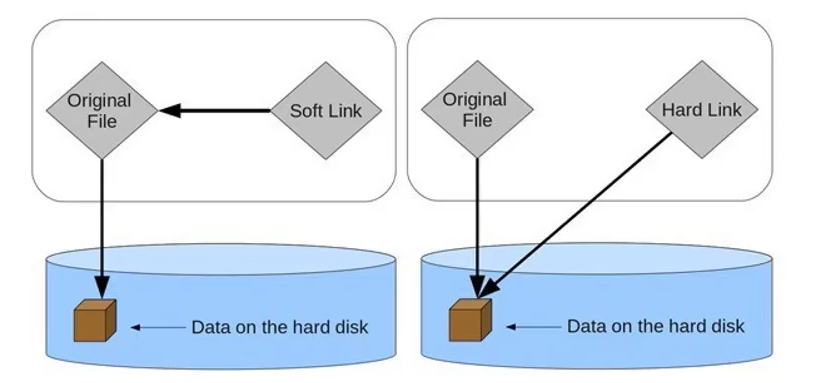 Original
File
Soft Link
Data on the hard disk
Original
File
Hard Link
Data on the hard disk